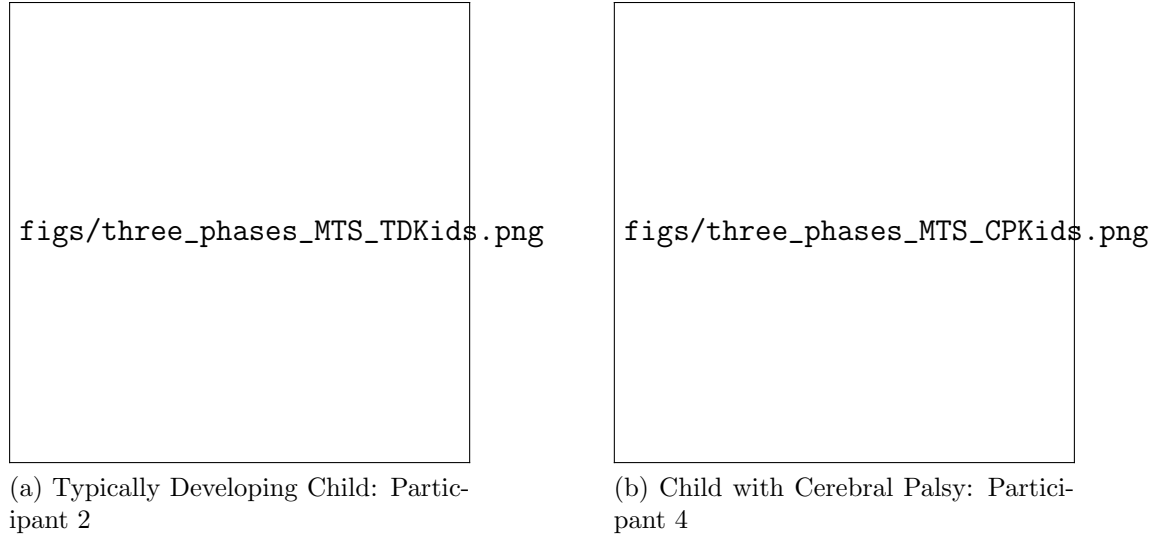 figs/three_phases_MTS_TDKids.png
figs/three_phases_MTS_CPKids.png
(a) Typically Developing Child: Partic-
ipant 2
(b) Child with Cerebral Palsy: Partici-
pant 4